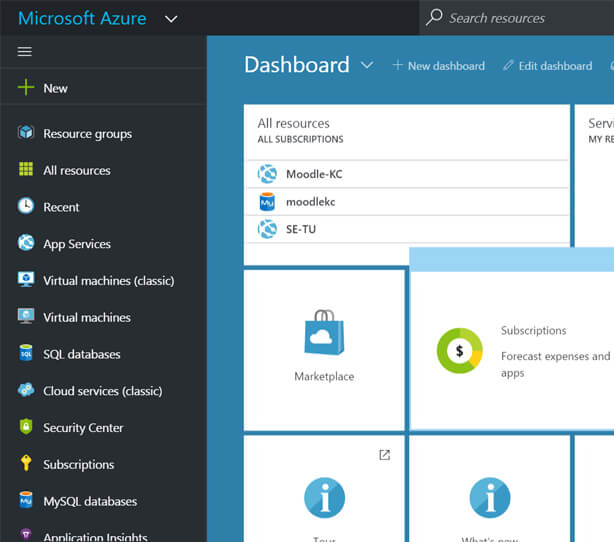 Microsoft Azure
Search resources
New
Resource groups
All resources
Recent
App Services
Virtual machines (classic)
Virtual machines
SQL databases
Cloud services (classic)
Security Center
Subscriptions
MySQL databases
Application Insights
Dashboard
New dashboard
Edit dashboard
All resources
ALL SUBSCRIPTIONS
Moodle-KC
moodlekc
SE-TU
Servi
MY RE
Marketplace
Subscriptions
Forecast expenses and
apps
Tour
What's new